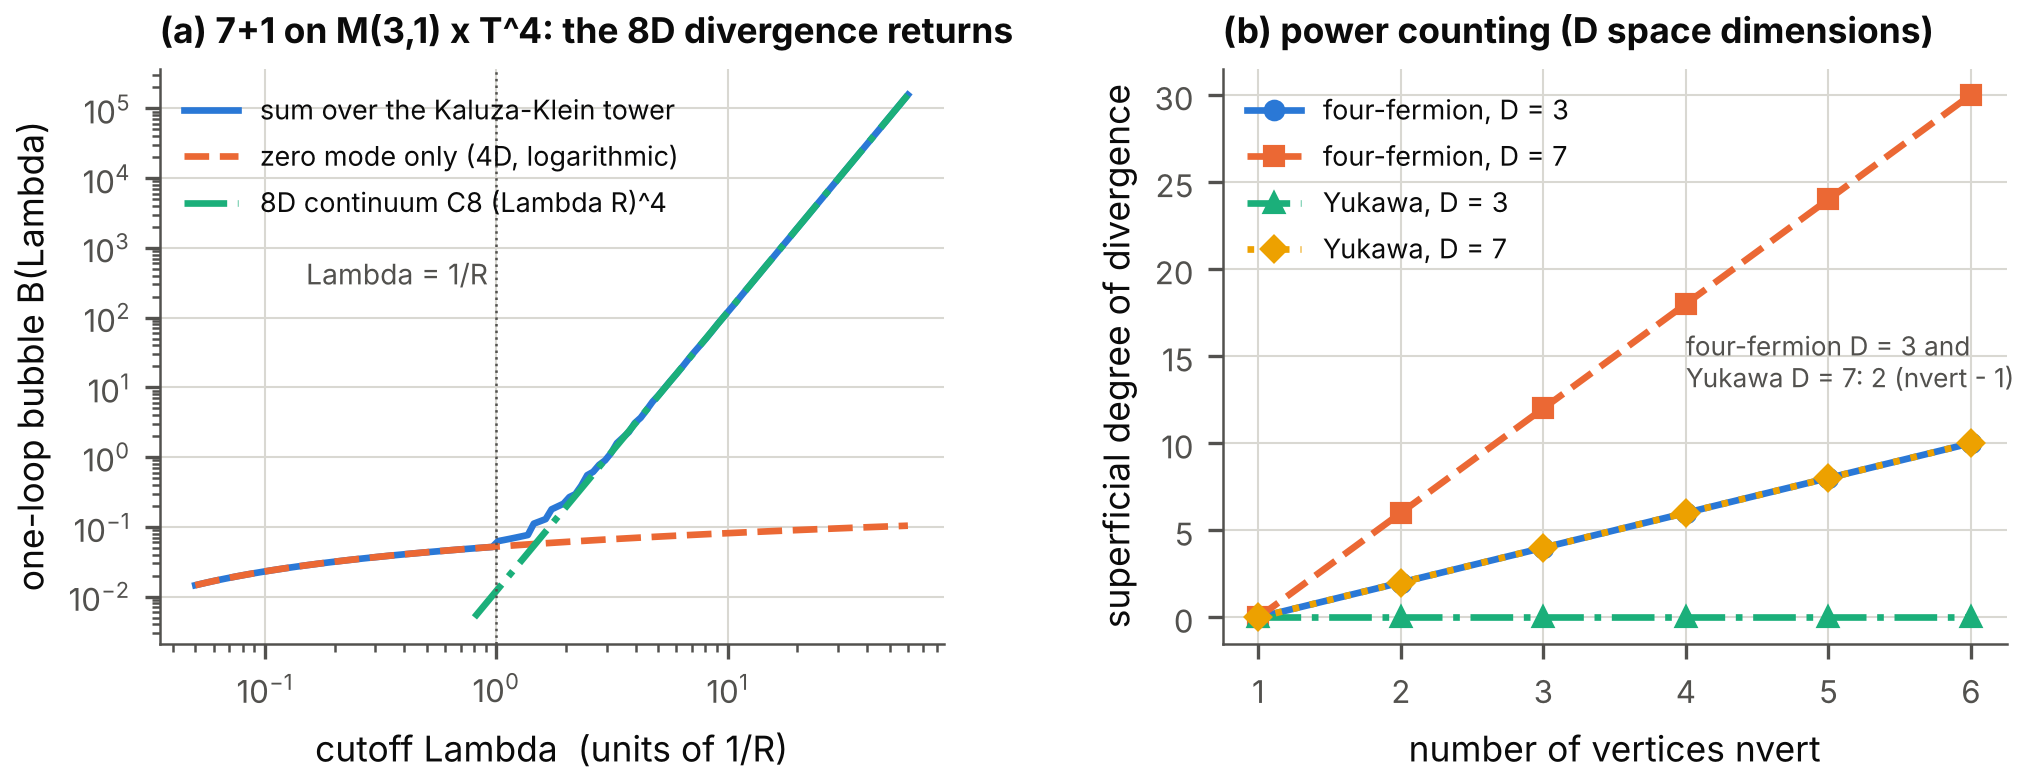 (a) 7+1 on M(3,1) x T^4: the 8D divergence returns
one-loop bubble B(Lambda)
10^5
10^4
10^3
10^2
10^1
10^0
10^−1
10^−2
sum over the Kaluza-Klein tower
zero mode only (4D, logarithmic)
8D continuum C8 (Lambda R)^4
Lambda = 1/R
10^−1
10^0
10^1
cutoff Lambda (units of 1/R)
(b) power counting (D space dimensions)
superficial degree of divergence
30
25
20
15
10
5
0
four-fermion, D = 3
four-fermion, D = 7
Yukawa, D = 3
Yukawa, D = 7
four-fermion D = 3 and
Yukawa D = 7: 2 (nvert - 1)
1
2
3
4
5
6
number of vertices nvert